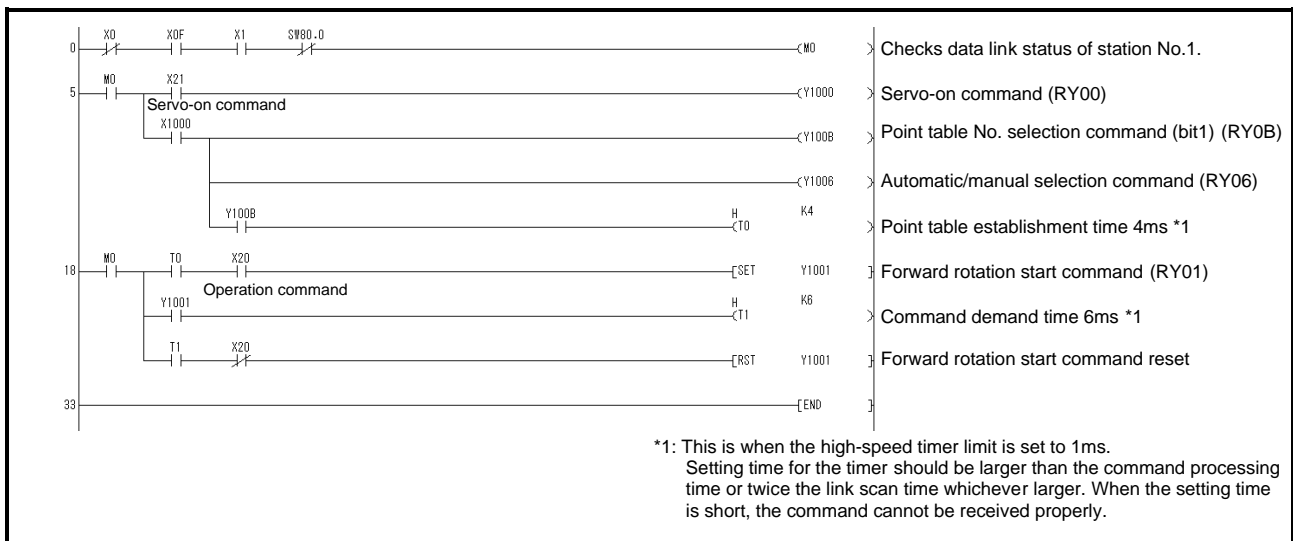 X0 X0F X1 SW80.0
0 (M0 ) Checks data link status of station No.1.
M0 X21
5 (Y1000 ) Servo-on command (RY00)
Servo-on command
X1000
(Y100B ) Point table No. selection command (bit1) (RY0B)
(Y1006 ) Automatic/manual selection command (RY06)
Y100B H K4
(T0 ) Point table establishment time 4ms *1
M0 T0 X20
18 [SET Y1001 ] Forward rotation start command (RY01)
Operation command
Y1001 H K6
(T1 ) Command demand time 6ms *1
T1 X20
[RST Y1001 ] Forward rotation start command reset
33 [END ]
*1: This is when the high-speed timer limit is set to 1ms.
Setting time for the timer should be larger than the command processing
time or twice the link scan time whichever larger. When the setting time
is short, the command cannot be received properly.